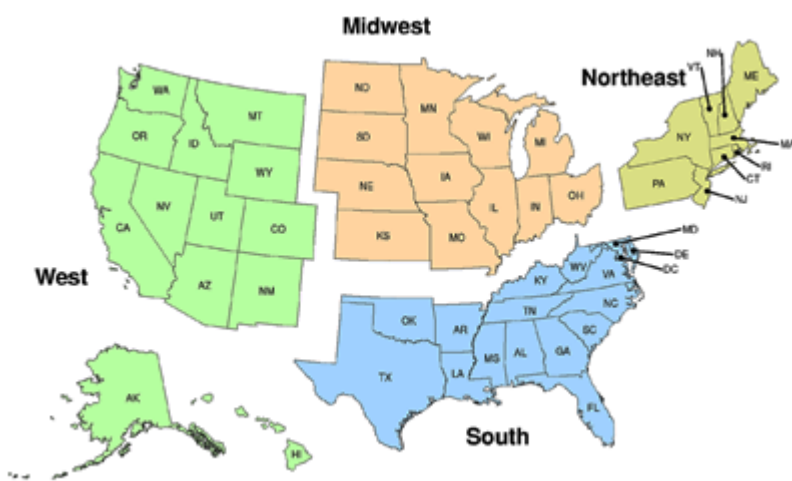 Midwest
Northeast
West
South
WA
OR
ID
MT
WY
CA
NV
UT
CO
AZ
NM
AK
HI
ND
SD
NE
KS
MN
IA
MO
WI
IL
MI
IN
OH
VT
NH
ME
NY
MA
RI
CT
PA
NJ
MD
DE
DC
WV
VA
KY
NC
TN
SC
OK
AR
TX
LA
MS
AL
GA
FL